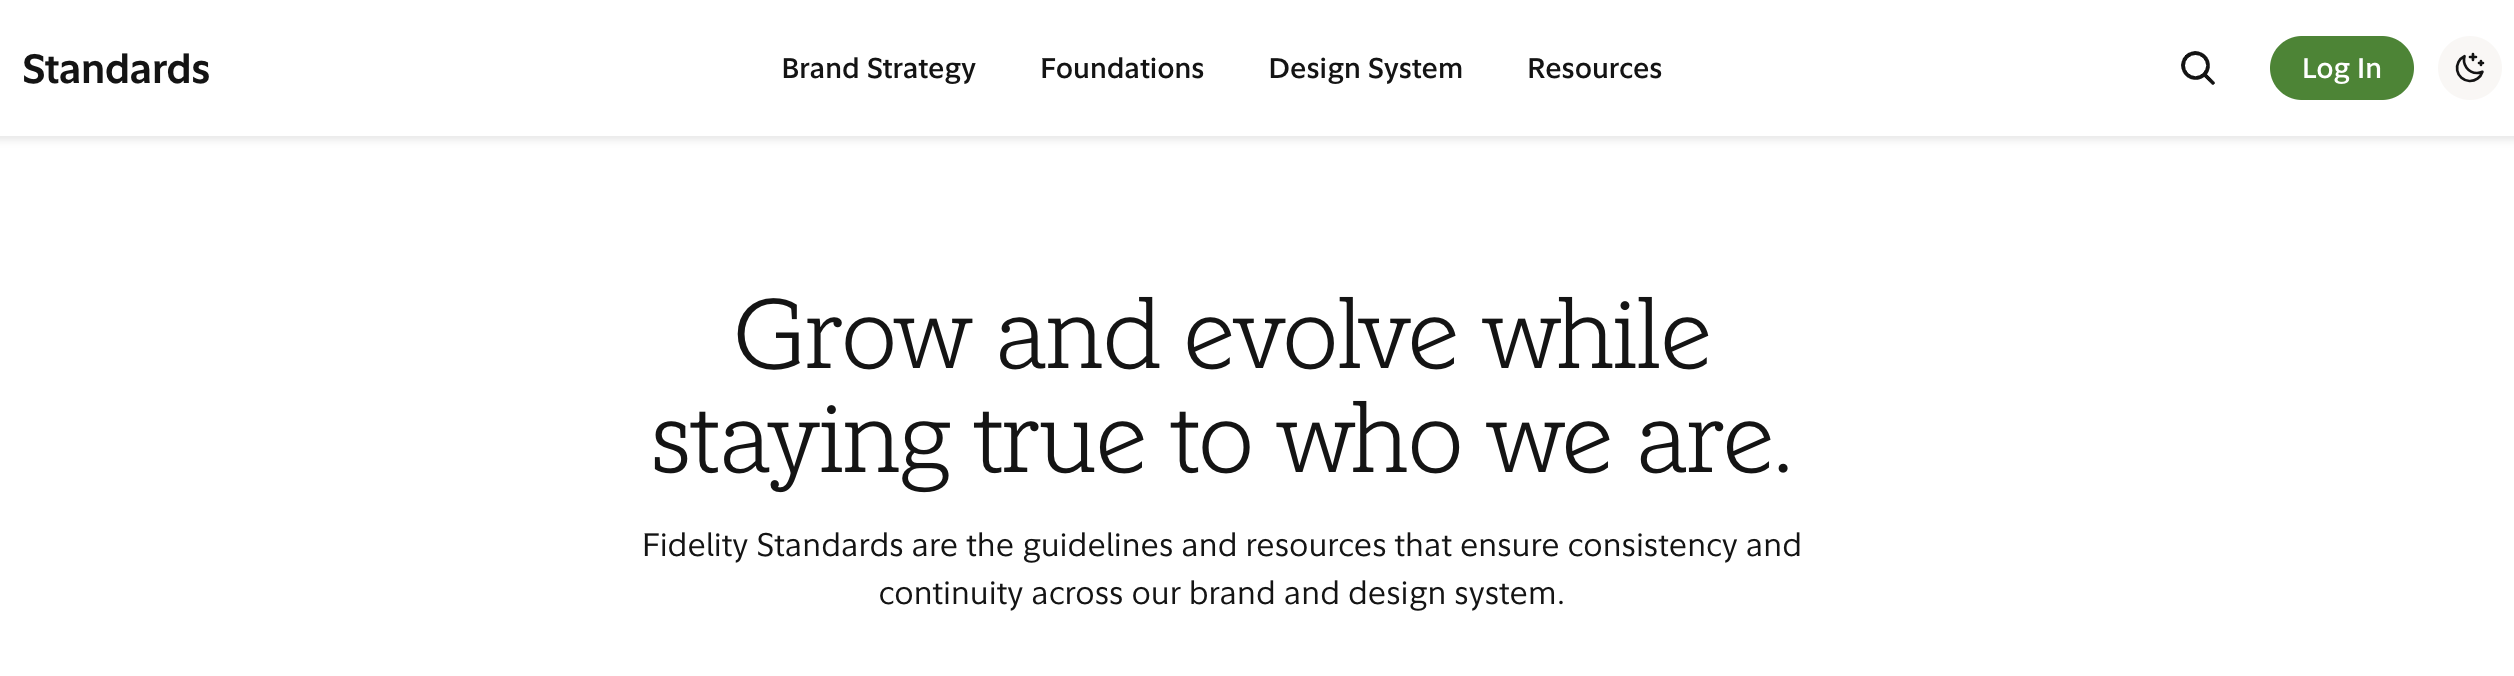 Standards
Brand Strategy
Foundations
Design System
Resources
Log In
Grow and evolve while
staying true to who we are.
Fidelity Standards are the guidelines and resources that ensure consistency and
continuity across our brand and design system.